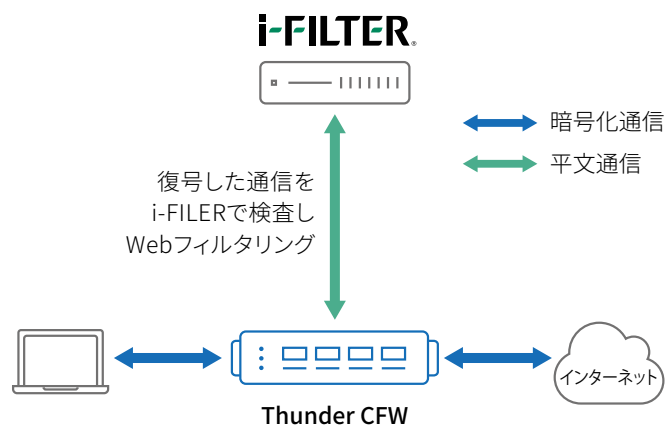 i-FILTER®
暗号化通信
平文通信
復号した通信を
i-FILERで検査し
Webフィルタリング
インターネット
Thunder CFW